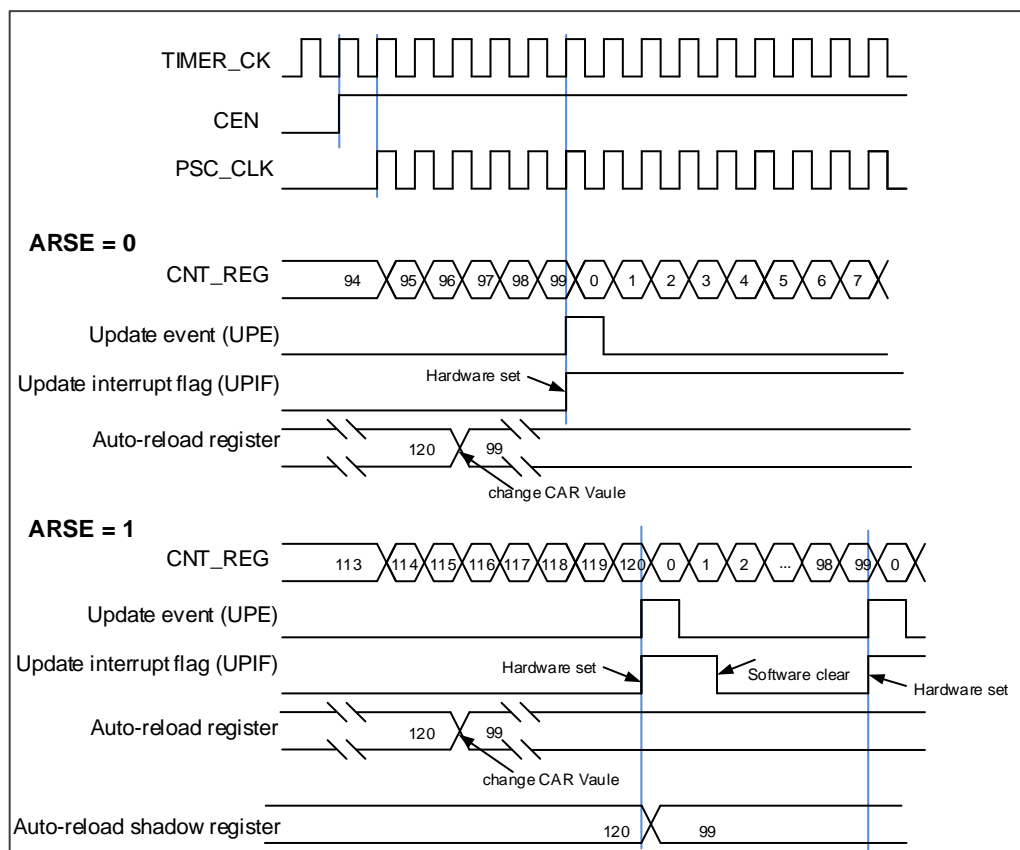 TIMER_CK
CEN
PSC_CLK
ARSE = 0
CNT_REG 94 95 96 97 98 99 0 1 2 3 4 5 6 7
Update event (UPE)
Update interrupt flag (UPIF) Hardware set
Auto-reload register 120 99
change CAR Vaule
ARSE = 1
CNT_REG 113 114 115 116 117 118 119 120 0 1 2 ... 98 99 0
Update event (UPE)
Update interrupt flag (UPIF) Hardware set Software clear Hardware set
Auto-reload register 120 99
change CAR Vaule
Auto-reload shadow register 120 99